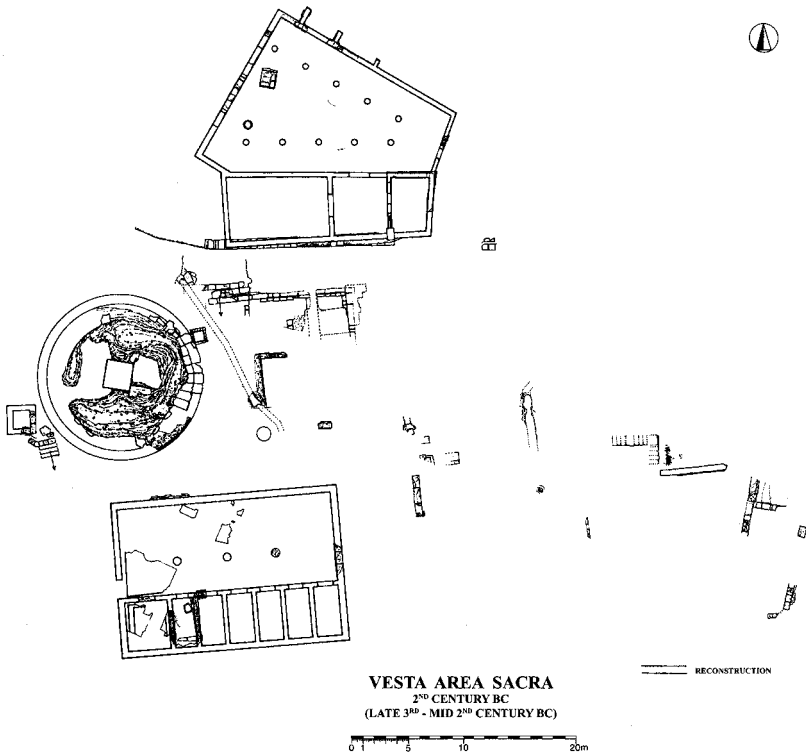 RECONSTRUCTION
VESTA AREA SACRA
2ND CENTURY BC
(LATE 3RD - MID 2ND CENTURY BC)
0 1 5 10 20m